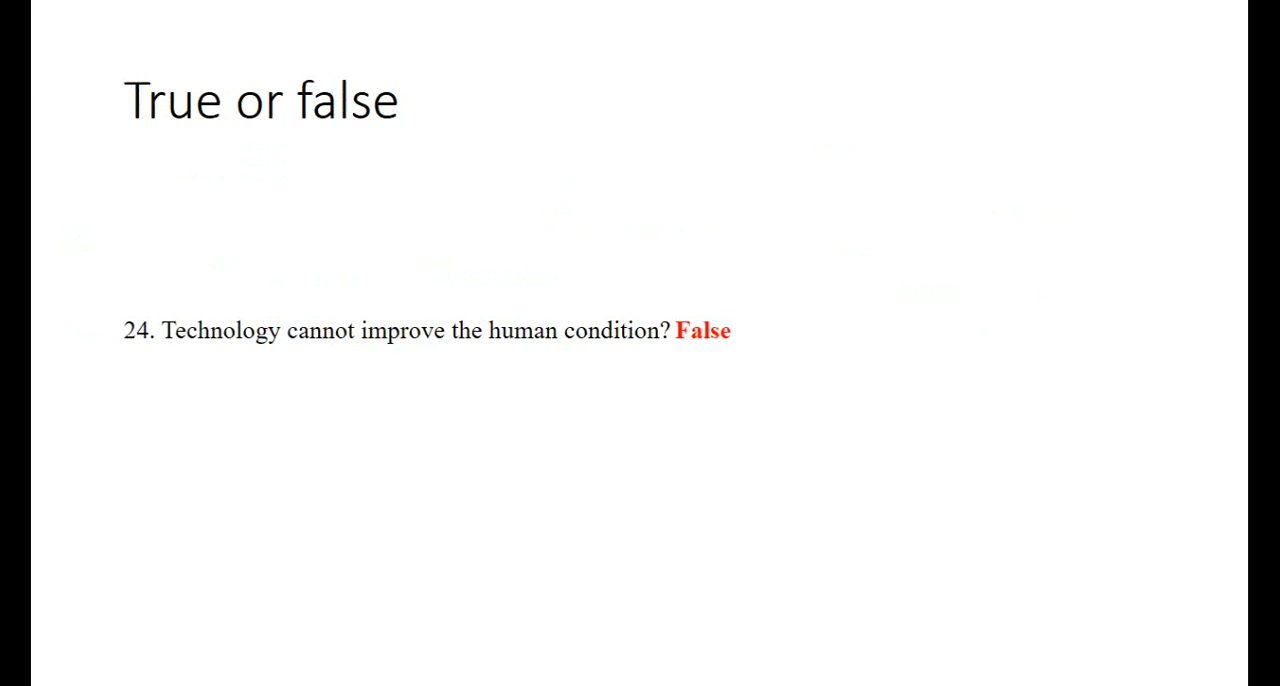 True or false
24. Technology cannot improve the human condition? False